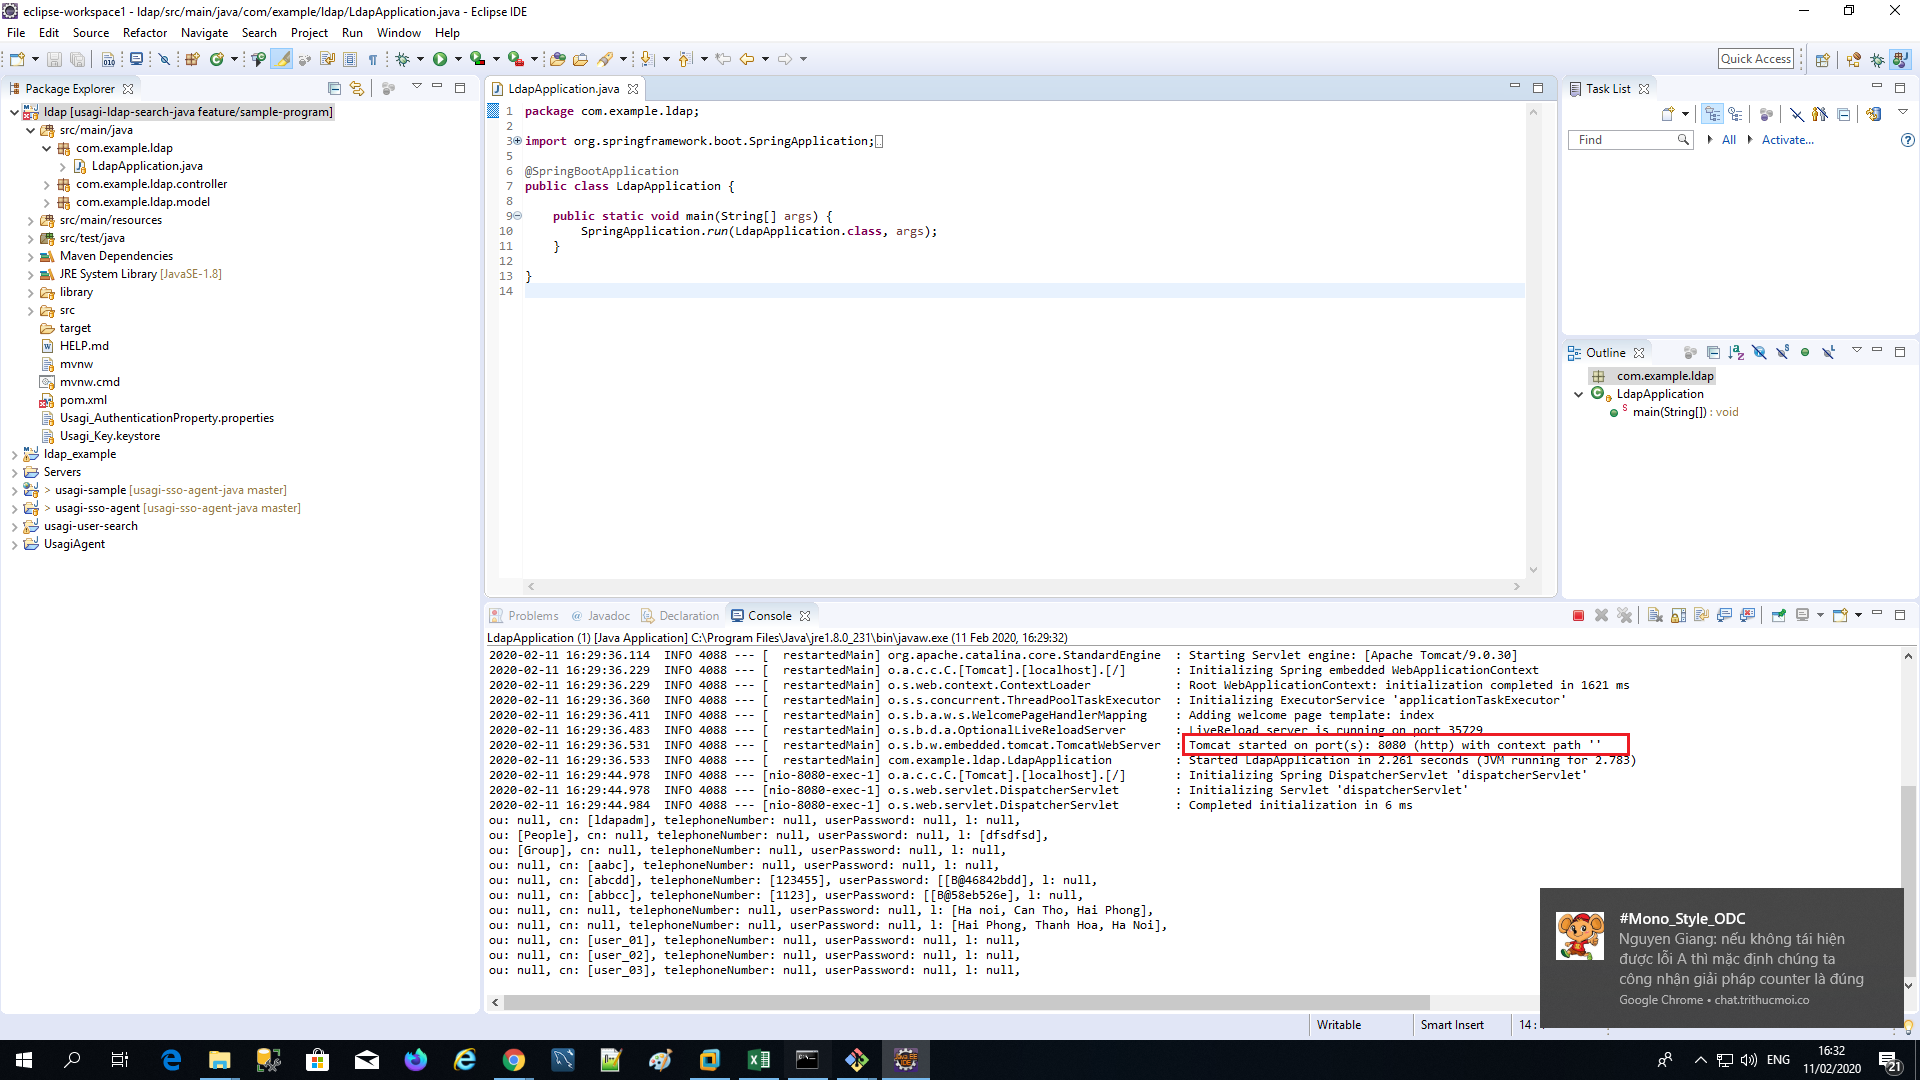 eclipse-workspace1 - ldap/src/main/java/com/example/ldap/LdapApplication.java - Eclipse IDE
File Edit Source Refactor Navigate Search Project Run Window Help
Quick Access
Package Explorer
ldap [usagi-ldap-search-java feature/sample-program]
src/main/java
com.example.ldap
LdapApplication.java
com.example.ldap.controller
com.example.ldap.model
src/main/resources
src/test/java
Maven Dependencies
JRE System Library [JavaSE-1.8]
library
src
target
HELP.md
mvnw
mvnw.cmd
pom.xml
Usagi_AuthenticationProperty.properties
Usagi_Key.keystore
ldap_example
Servers
> usagi-sample [usagi-sso-agent-java master]
> usagi-sso-agent [usagi-sso-agent-java master]
usagi-user-search
UsagiAgent
LdapApplication.java
1 package com.example.ldap;
2
3 import org.springframework.boot.SpringApplication;
5
6 @SpringBootApplication
7 public class LdapApplication {
8
9 public static void main(String[] args) {
10 SpringApplication.run(LdapApplication.class, args);
11 }
12
13 }
14
Task List
Find All Activate...
Outline
com.example.ldap
LdapApplication
main(String[]) : void
Problems Javadoc Declaration Console
LdapApplication (1) [Java Application] C:\Program Files\Java\jre1.8.0_231\bin\javaw.exe (11 Feb 2020, 16:29:32)
2020-02-11 16:29:36.114 INFO 4088 --- [ restartedMain] org.apache.catalina.core.StandardEngine : Starting Servlet engine: [Apache Tomcat/9.0.30]
2020-02-11 16:29:36.229 INFO 4088 --- [ restartedMain] o.a.c.c.C.[Tomcat].[localhost].[/] : Initializing Spring embedded WebApplicationContext
2020-02-11 16:29:36.229 INFO 4088 --- [ restartedMain] o.s.web.context.ContextLoader : Root WebApplicationContext: initialization completed in 1621 ms
2020-02-11 16:29:36.360 INFO 4088 --- [ restartedMain] o.s.s.concurrent.ThreadPoolTaskExecutor : Initializing ExecutorService 'applicationTaskExecutor'
2020-02-11 16:29:36.411 INFO 4088 --- [ restartedMain] o.s.b.a.w.s.WelcomePageHandlerMapping : Adding welcome page template: index
2020-02-11 16:29:36.483 INFO 4088 --- [ restartedMain] o.s.b.d.a.OptionalLiveReloadServer : LiveReload server is running on port 35729
2020-02-11 16:29:36.531 INFO 4088 --- [ restartedMain] o.s.b.w.embedded.tomcat.TomcatWebServer : Tomcat started on port(s): 8080 (http) with context path ''
2020-02-11 16:29:36.533 INFO 4088 --- [ restartedMain] com.example.ldap.LdapApplication : Started LdapApplication in 2.261 seconds (JVM running for 2.783)
2020-02-11 16:29:44.978 INFO 4088 --- [nio-8080-exec-1] o.a.c.c.C.[Tomcat].[localhost].[/] : Initializing Spring DispatcherServlet 'dispatcherServlet'
2020-02-11 16:29:44.978 INFO 4088 --- [nio-8080-exec-1] o.s.web.servlet.DispatcherServlet : Initializing Servlet 'dispatcherServlet'
2020-02-11 16:29:44.984 INFO 4088 --- [nio-8080-exec-1] o.s.web.servlet.DispatcherServlet : Completed initialization in 6 ms
ou: null, cn: [ldapadm], telephoneNumber: null, userPassword: null, l: null,
ou: [People], cn: null, telephoneNumber: null, userPassword: null, l: [dfsdfsd],
ou: [Group], cn: null, telephoneNumber: null, userPassword: null, l: null,
ou: null, cn: [aabc], telephoneNumber: null, userPassword: null, l: null,
ou: null, cn: [abcdd], telephoneNumber: [123455], userPassword: [[B@46842bdd], l: null,
ou: null, cn: [abbcc], telephoneNumber: [1123], userPassword: [[B@58eb526e], l: null,
ou: null, cn: null, telephoneNumber: null, userPassword: null, l: [Ha noi, Can Tho, Hai Phong],
ou: null, cn: null, telephoneNumber: null, userPassword: null, l: [Hai Phong, Thanh Hoa, Ha Noi],
ou: null, cn: [user_01], telephoneNumber: null, userPassword: null, l: null,
ou: null, cn: [user_02], telephoneNumber: null, userPassword: null, l: null,
ou: null, cn: [user_03], telephoneNumber: null, userPassword: null, l: null,
#Mono_Style_ODC
Nguyen Giang: nếu không tái hiện
được lỗi A thì mặc định chúng ta
công nhận giải pháp counter là đúng
Google Chrome • chat.trithucmoi.co
Writable Smart Insert 14 :
ENG 16:32
11/02/2020 21